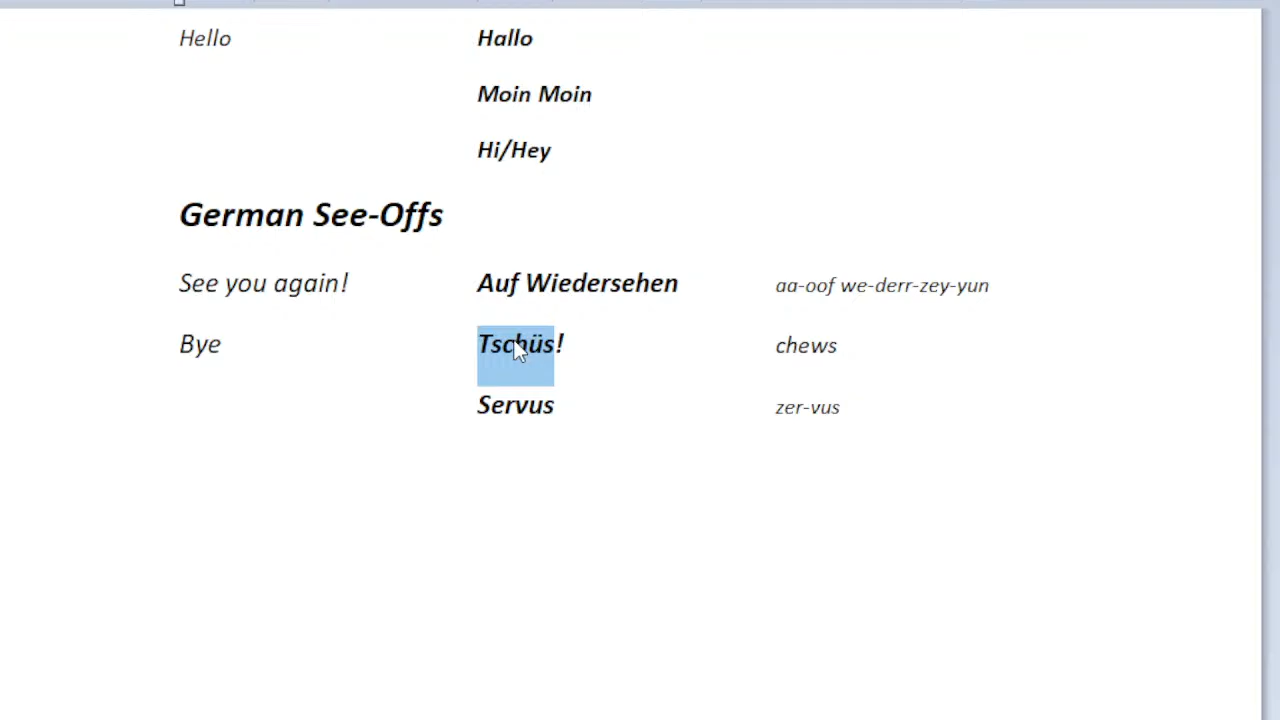 Hello Hallo
Moin Moin
Hi/Hey
German See-Offs
See you again! Auf Wiedersehen aa-oof we-derr-zey-yun
Bye Tschüs! chews
Servus zer-vus